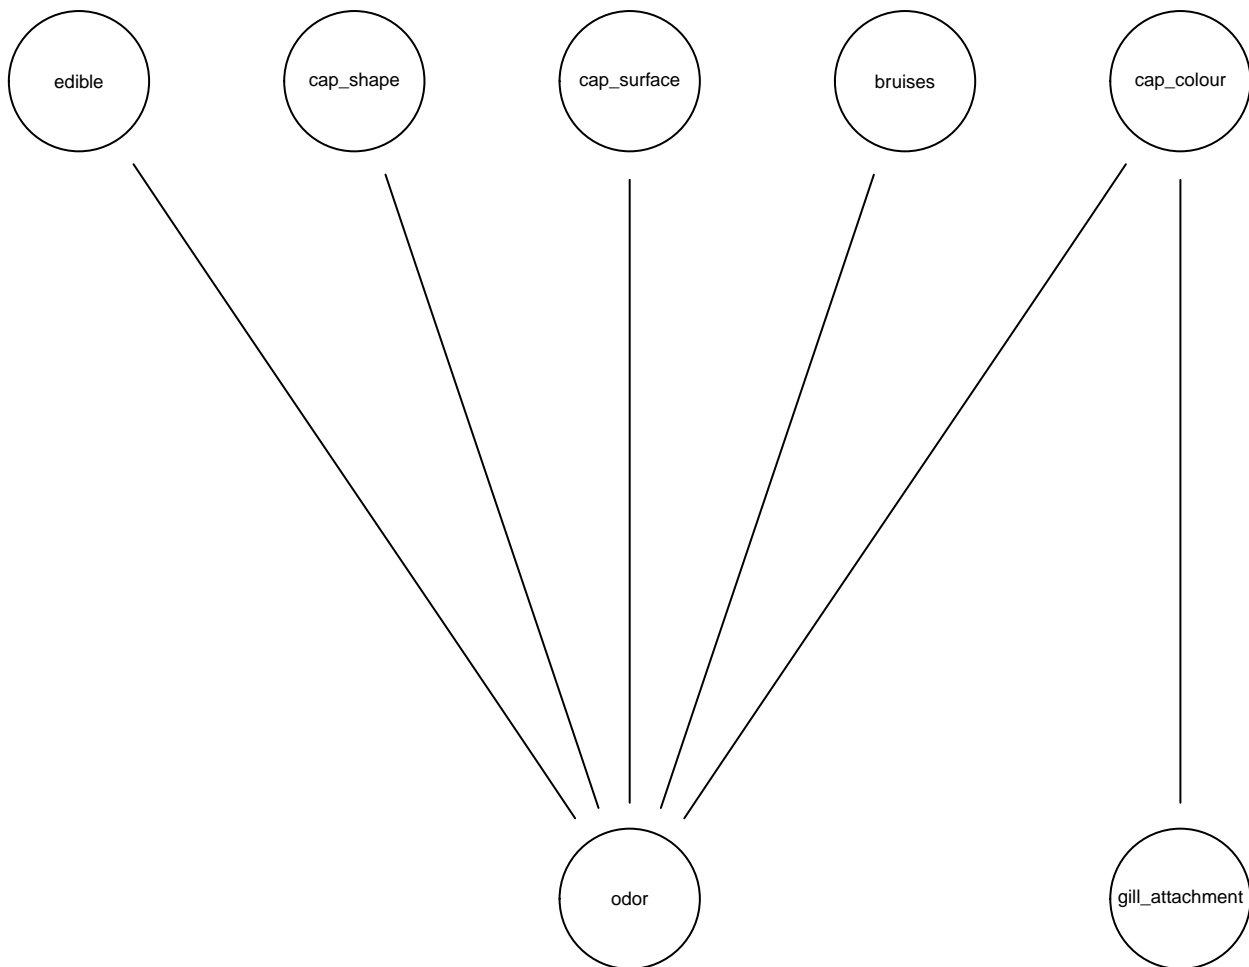 edible
cap_shape
cap_surface
bruises
cap_colour
odor
gill_attachment